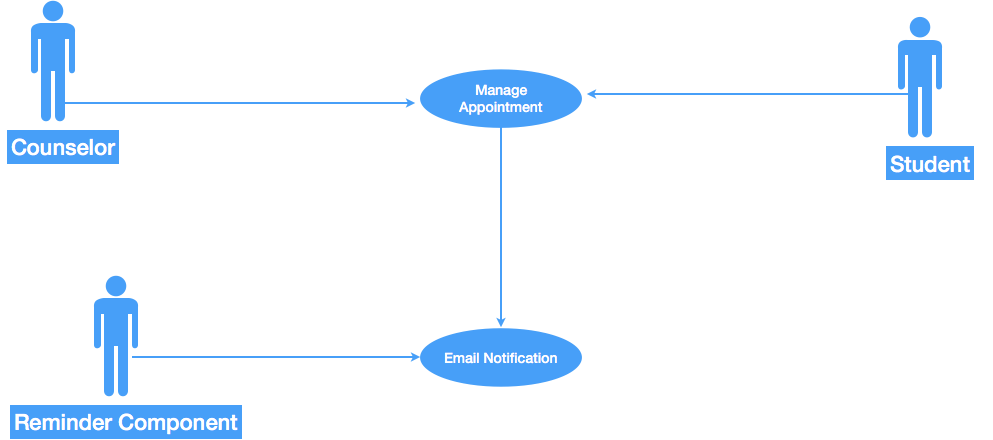 Manage
Appointment
Counselor
Student
Email Notification
Reminder Component